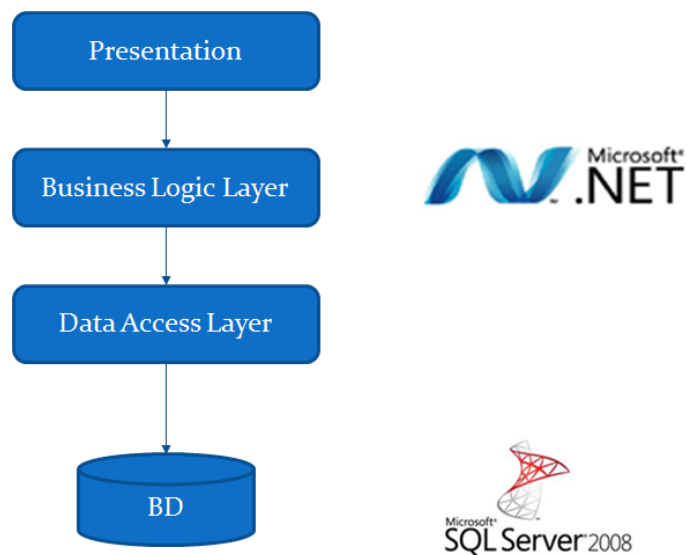 Presentation
Business Logic Layer
Microsoft®
.NET
Data Access Layer
BD
Microsoft®
SQL Server®2008